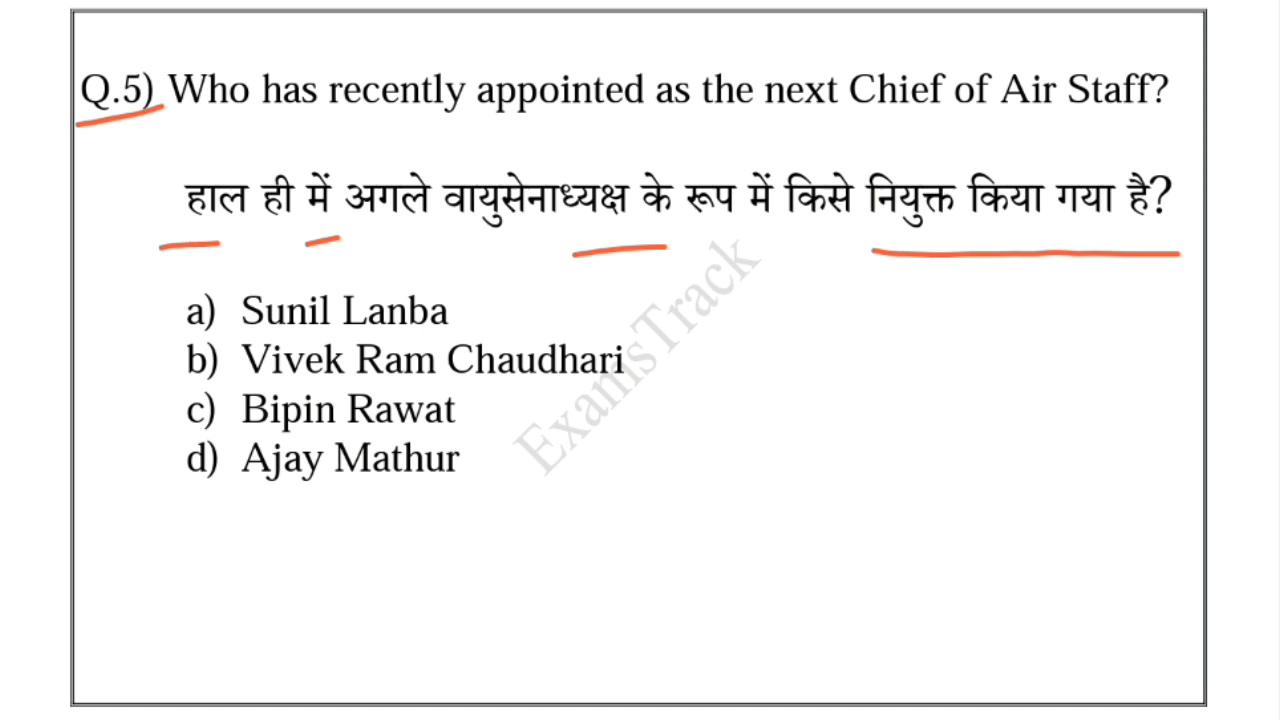 Q.5) Who has recently appointed as the next Chief of Air Staff?
हाल ही में अगले वायुसेनाध्यक्ष के रूप में किसे नियुक्त किया गया है?
a) Sunil Lanba
b) Vivek Ram Chaudhari
c) Bipin Rawat
d) Ajay Mathur
ExamsTrack